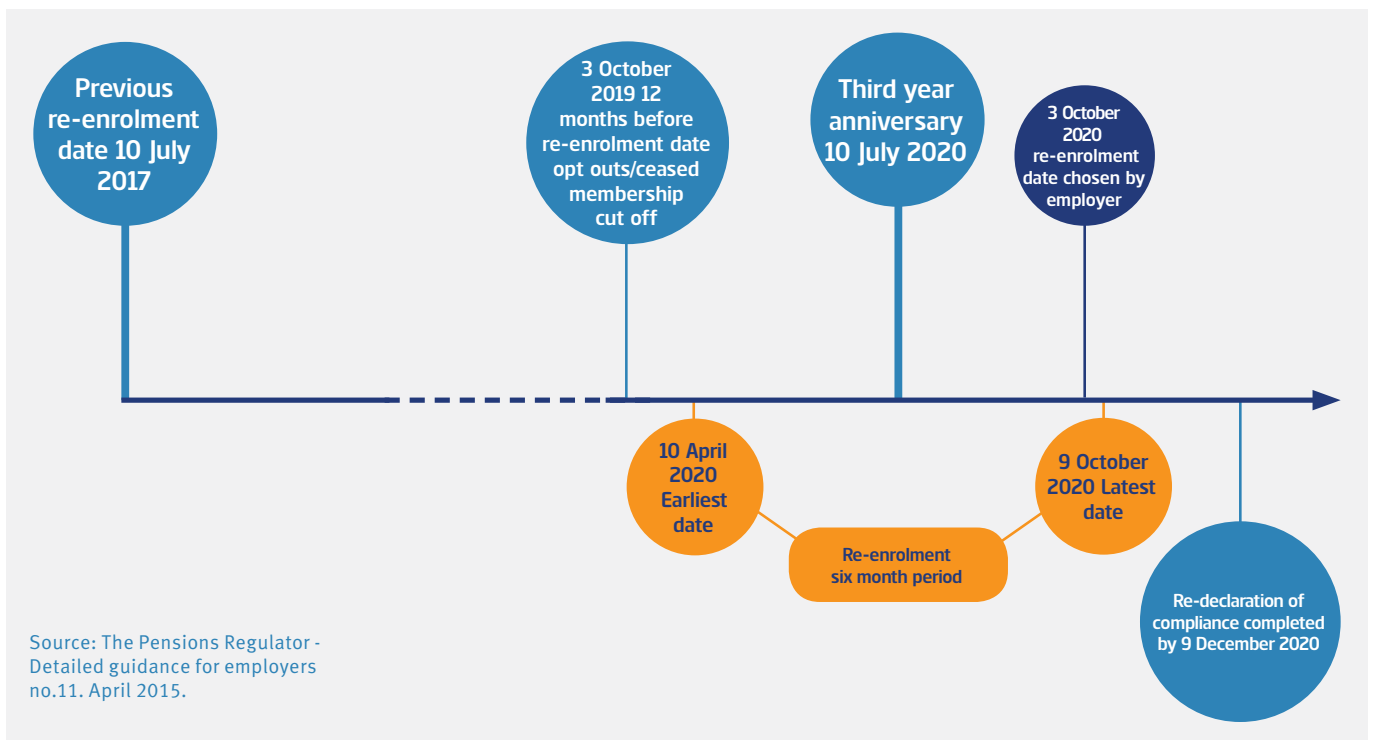 Previous
re-enrolment
date 10 July
2017
3 October
2019 12
months before
re-enrolment date
opt outs/ceased
membership
cut off
Third year
anniversary
10 July 2020
3 October
2020
re-enrolment
date chosen by
employer
10 April
2020
Earliest
date
9 October
2020 Latest
date
Re-enrolment
six month period
Re-declaration of
compliance completed
by 9 December 2020
Source: The Pensions Regulator -
Detailed guidance for employers
no.11. April 2015.